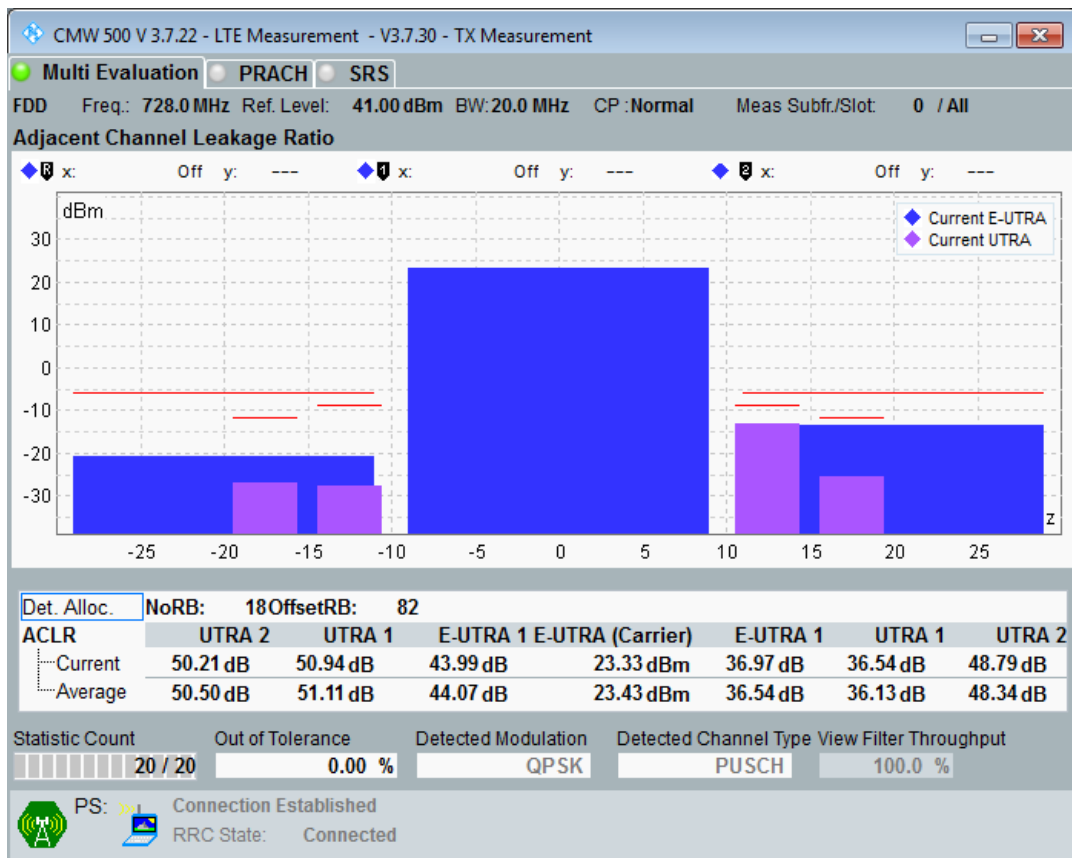 CMW 500 V 3.7.22 - LTE Measurement - V3.7.30 - TX Measurement
Multi Evaluation PRACH SRS
FDD Freq.: 728.0 MHz Ref. Level: 41.00 dBm BW: 20.0 MHz CP : Normal Meas Subfr./Slot: 0 / All
Adjacent Channel Leakage Ratio
R x: Off y: --- 1 x: Off y: --- 2 x: Off y: ---
dBm
Current E-UTRA
Current UTRA
30
20
10
0
-10
-20
-30
z
-25 -20 -15 -10 -5 0 5 10 15 20 25
Det. Alloc. NoRB: 18 OffsetRB: 82
ACLR UTRA 2 UTRA 1 E-UTRA 1 E-UTRA (Carrier) E-UTRA 1 UTRA 1 UTRA 2
Current 50.21 dB 50.94 dB 43.99 dB 23.33 dBm 36.97 dB 36.54 dB 48.79 dB
Average 50.50 dB 51.11 dB 44.07 dB 23.43 dBm 36.54 dB 36.13 dB 48.34 dB
Statistic Count Out of Tolerance Detected Modulation Detected Channel Type View Filter Throughput
20 / 20 0.00 % QPSK PUSCH 100.0 %
PS: Connection Established
RRC State: Connected